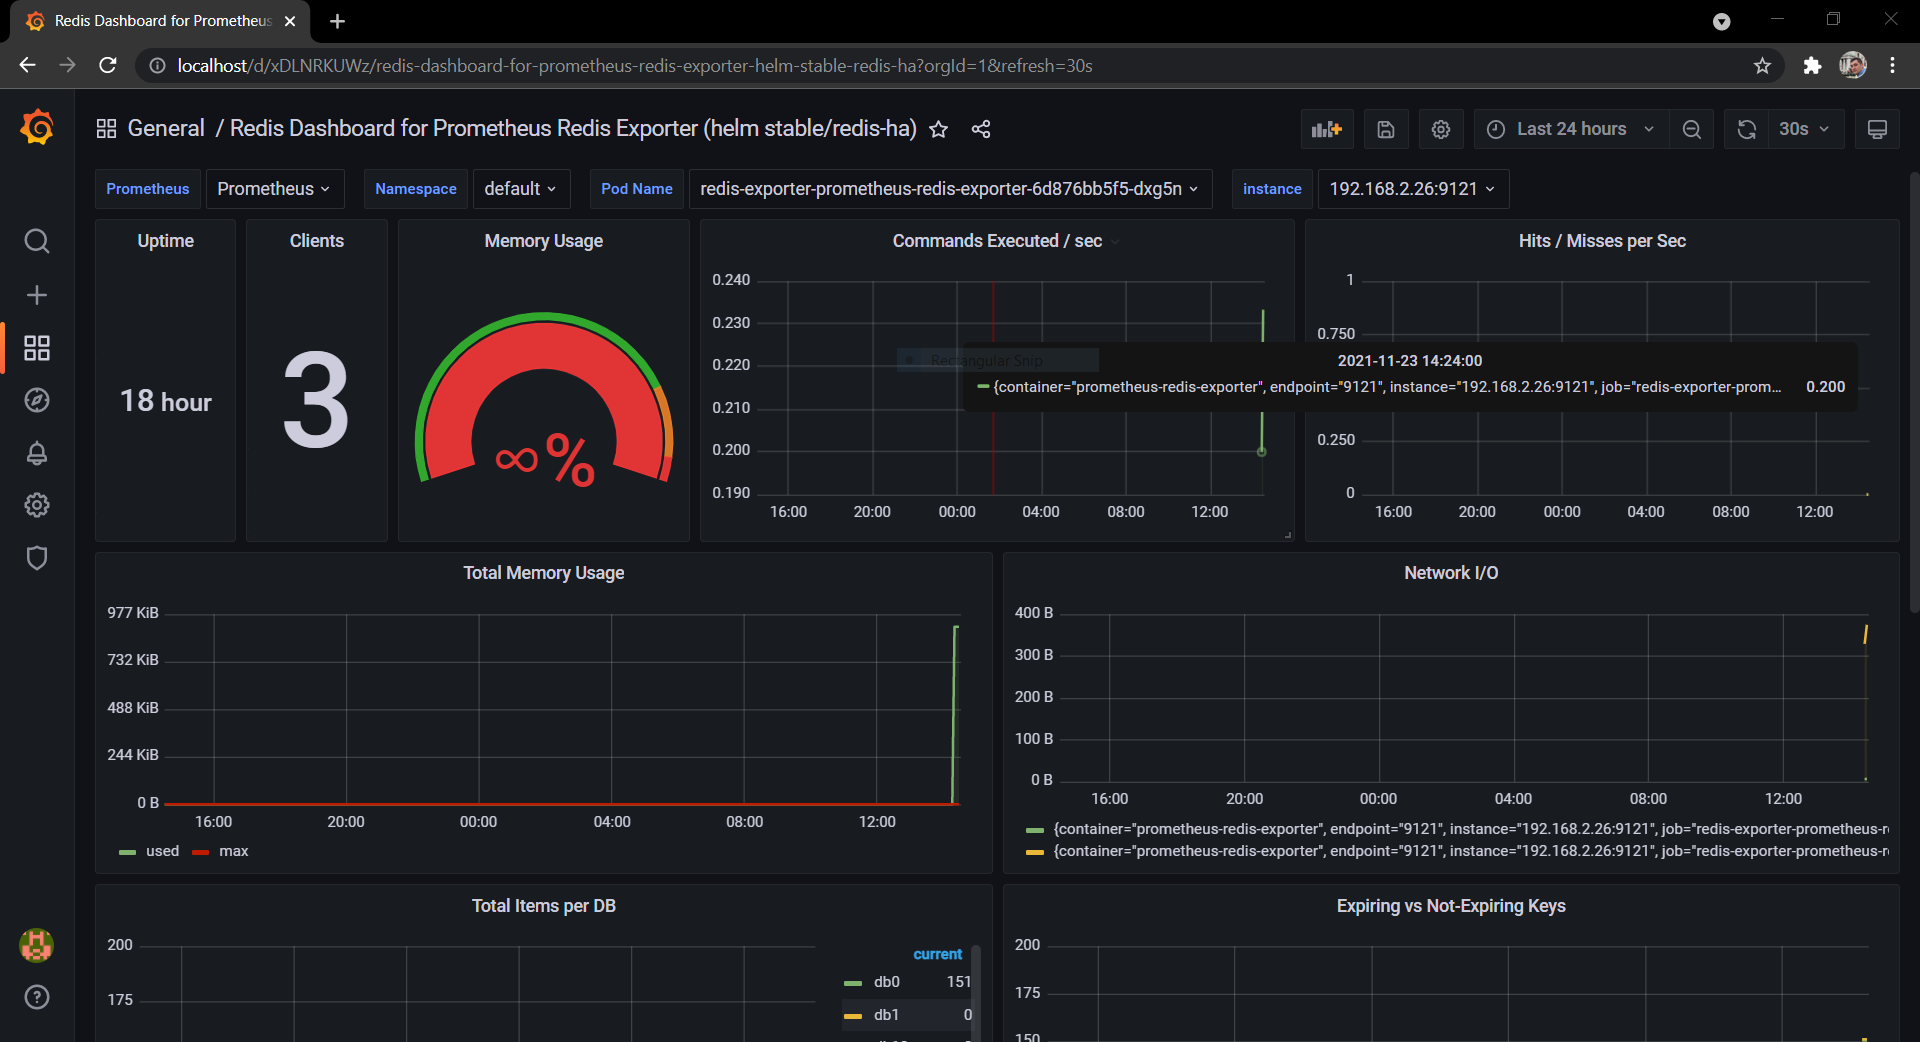 Redis Dashboard for Prometheus
localhost/d/xDLNRKUWz/redis-dashboard-for-prometheus-redis-exporter-helm-stable-redis-ha?orgId=1&refresh=30s
General / Redis Dashboard for Prometheus Redis Exporter (helm stable/redis-ha)
Last 24 hours
30s
Prometheus Prometheus Namespace default Pod Name redis-exporter-prometheus-redis-exporter-6d876bb5f5-dxg5n instance 192.168.2.26:9121
Uptime
18 hour
Clients
3
Memory Usage
∞%
Commands Executed / sec
0.240
0.230
0.220
0.210
0.200
0.190
16:00 20:00 00:00 04:00 08:00 12:00
Rectangular Snip
2021-11-23 14:24:00
{container="prometheus-redis-exporter", endpoint="9121", instance="192.168.2.26:9121", job="redis-exporter-prom... 0.200
Hits / Misses per Sec
1
0.750
0.250
0
16:00 20:00 00:00 04:00 08:00 12:00
Total Memory Usage
977 KiB
732 KiB
488 KiB
244 KiB
0 B
16:00 20:00 00:00 04:00 08:00 12:00
used max
Network I/O
400 B
300 B
200 B
100 B
0 B
16:00 20:00 00:00 04:00 08:00 12:00
{container="prometheus-redis-exporter", endpoint="9121", instance="192.168.2.26:9121", job="redis-exporter-prometheus-r
{container="prometheus-redis-exporter", endpoint="9121", instance="192.168.2.26:9121", job="redis-exporter-prometheus-r
Total Items per DB
200
175
current
db0 151
db1 0
Expiring vs Not-Expiring Keys
200
175
150